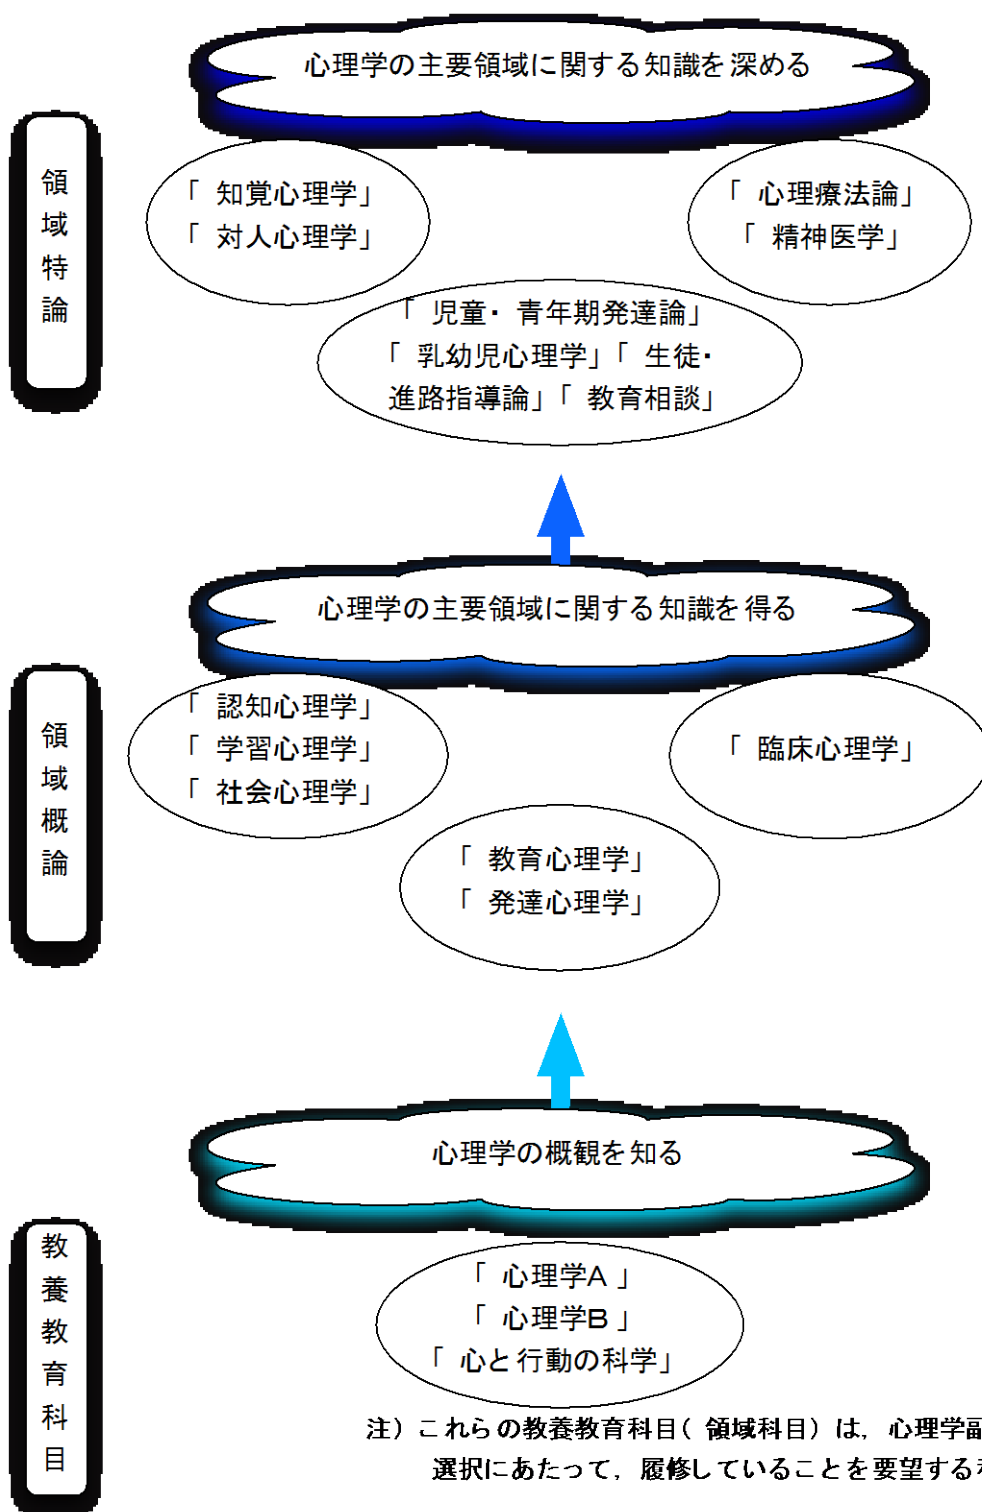 心理学の主要領域に関する知識を深める
領域特論
「知覚心理学」
「対人心理学」
「心理療法論」
「精神医学」
「児童・青年期発達論」
「乳幼児心理学」「生徒・
進路指導論」「教育相談」
心理学の主要領域に関する知識を得る
領域概論
「認知心理学」
「学習心理学」
「社会心理学」
「臨床心理学」
「教育心理学」
「発達心理学」
心理学の概観を知る
教養教育科目
「心理学A」
「心理学B」
「心と行動の科学」
注）これらの教養教育科目(領域科目）は，心理学副
選択にあたって，履修していることを要望する